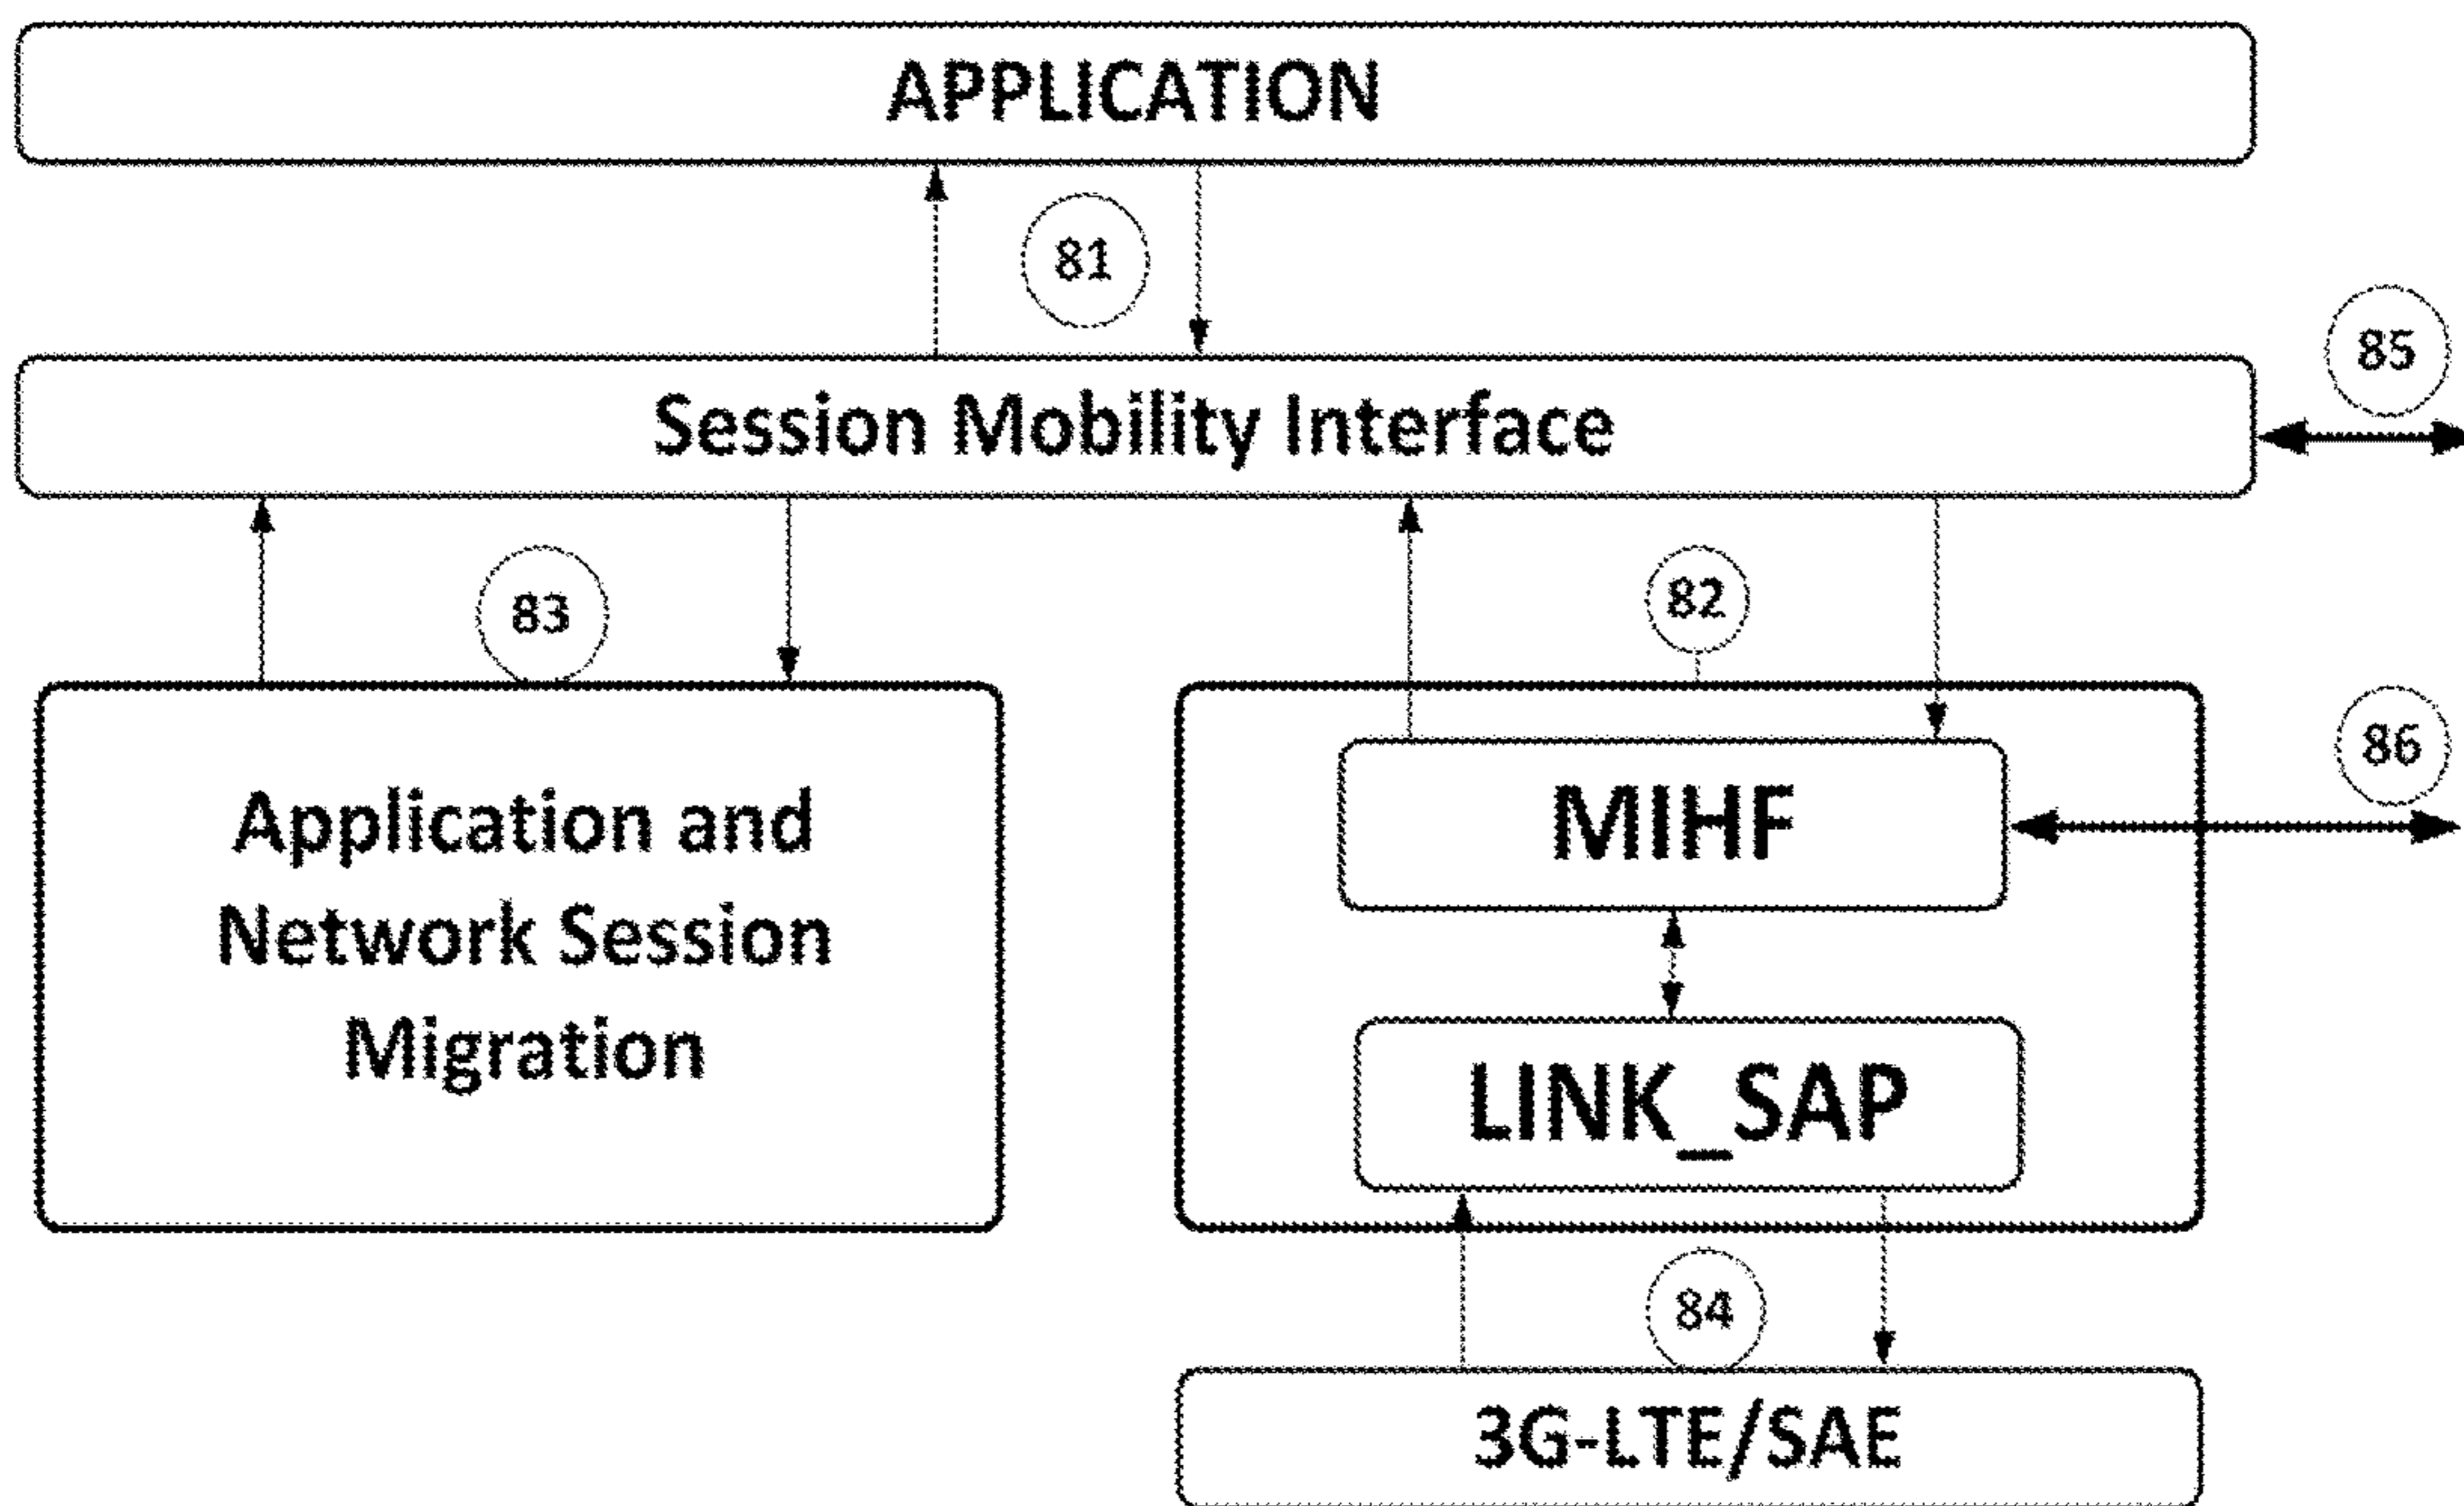 APPLICATION
81
85
Session Mobility Interface
83
82
86
Application and
Network Session
Migration
MIHF
LINK_SAP
84
3G-LTE/SAE